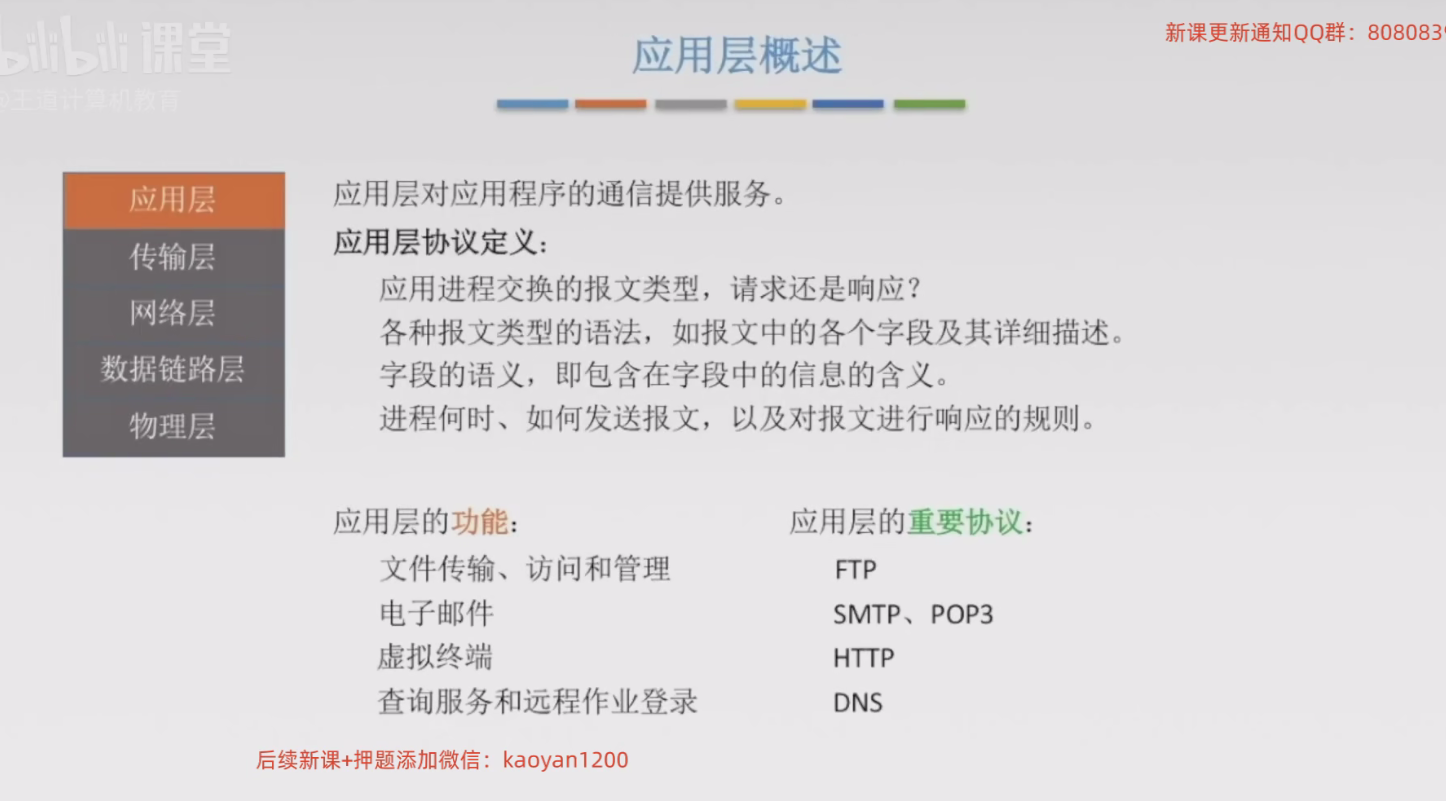 bilibili 课堂
@王道计算机教育
新课更新通知QQ群：808083
应用层概述
应用层
传输层
网络层
数据链路层
物理层
应用层对应用程序的通信提供服务。
应用层协议定义：
应用进程交换的报文类型，请求还是响应？
各种报文类型的语法，如报文中的各个字段及其详细描述。
字段的语义，即包含在字段中的信息的含义。
进程何时、如何发送报文，以及对报文进行响应的规则。
应用层的功能：
文件传输、访问和管理
电子邮件
虚拟终端
查询服务和远程作业登录
应用层的重要协议：
FTP
SMTP、POP3
HTTP
DNS
后续新课+押题添加微信：kaoyan1200